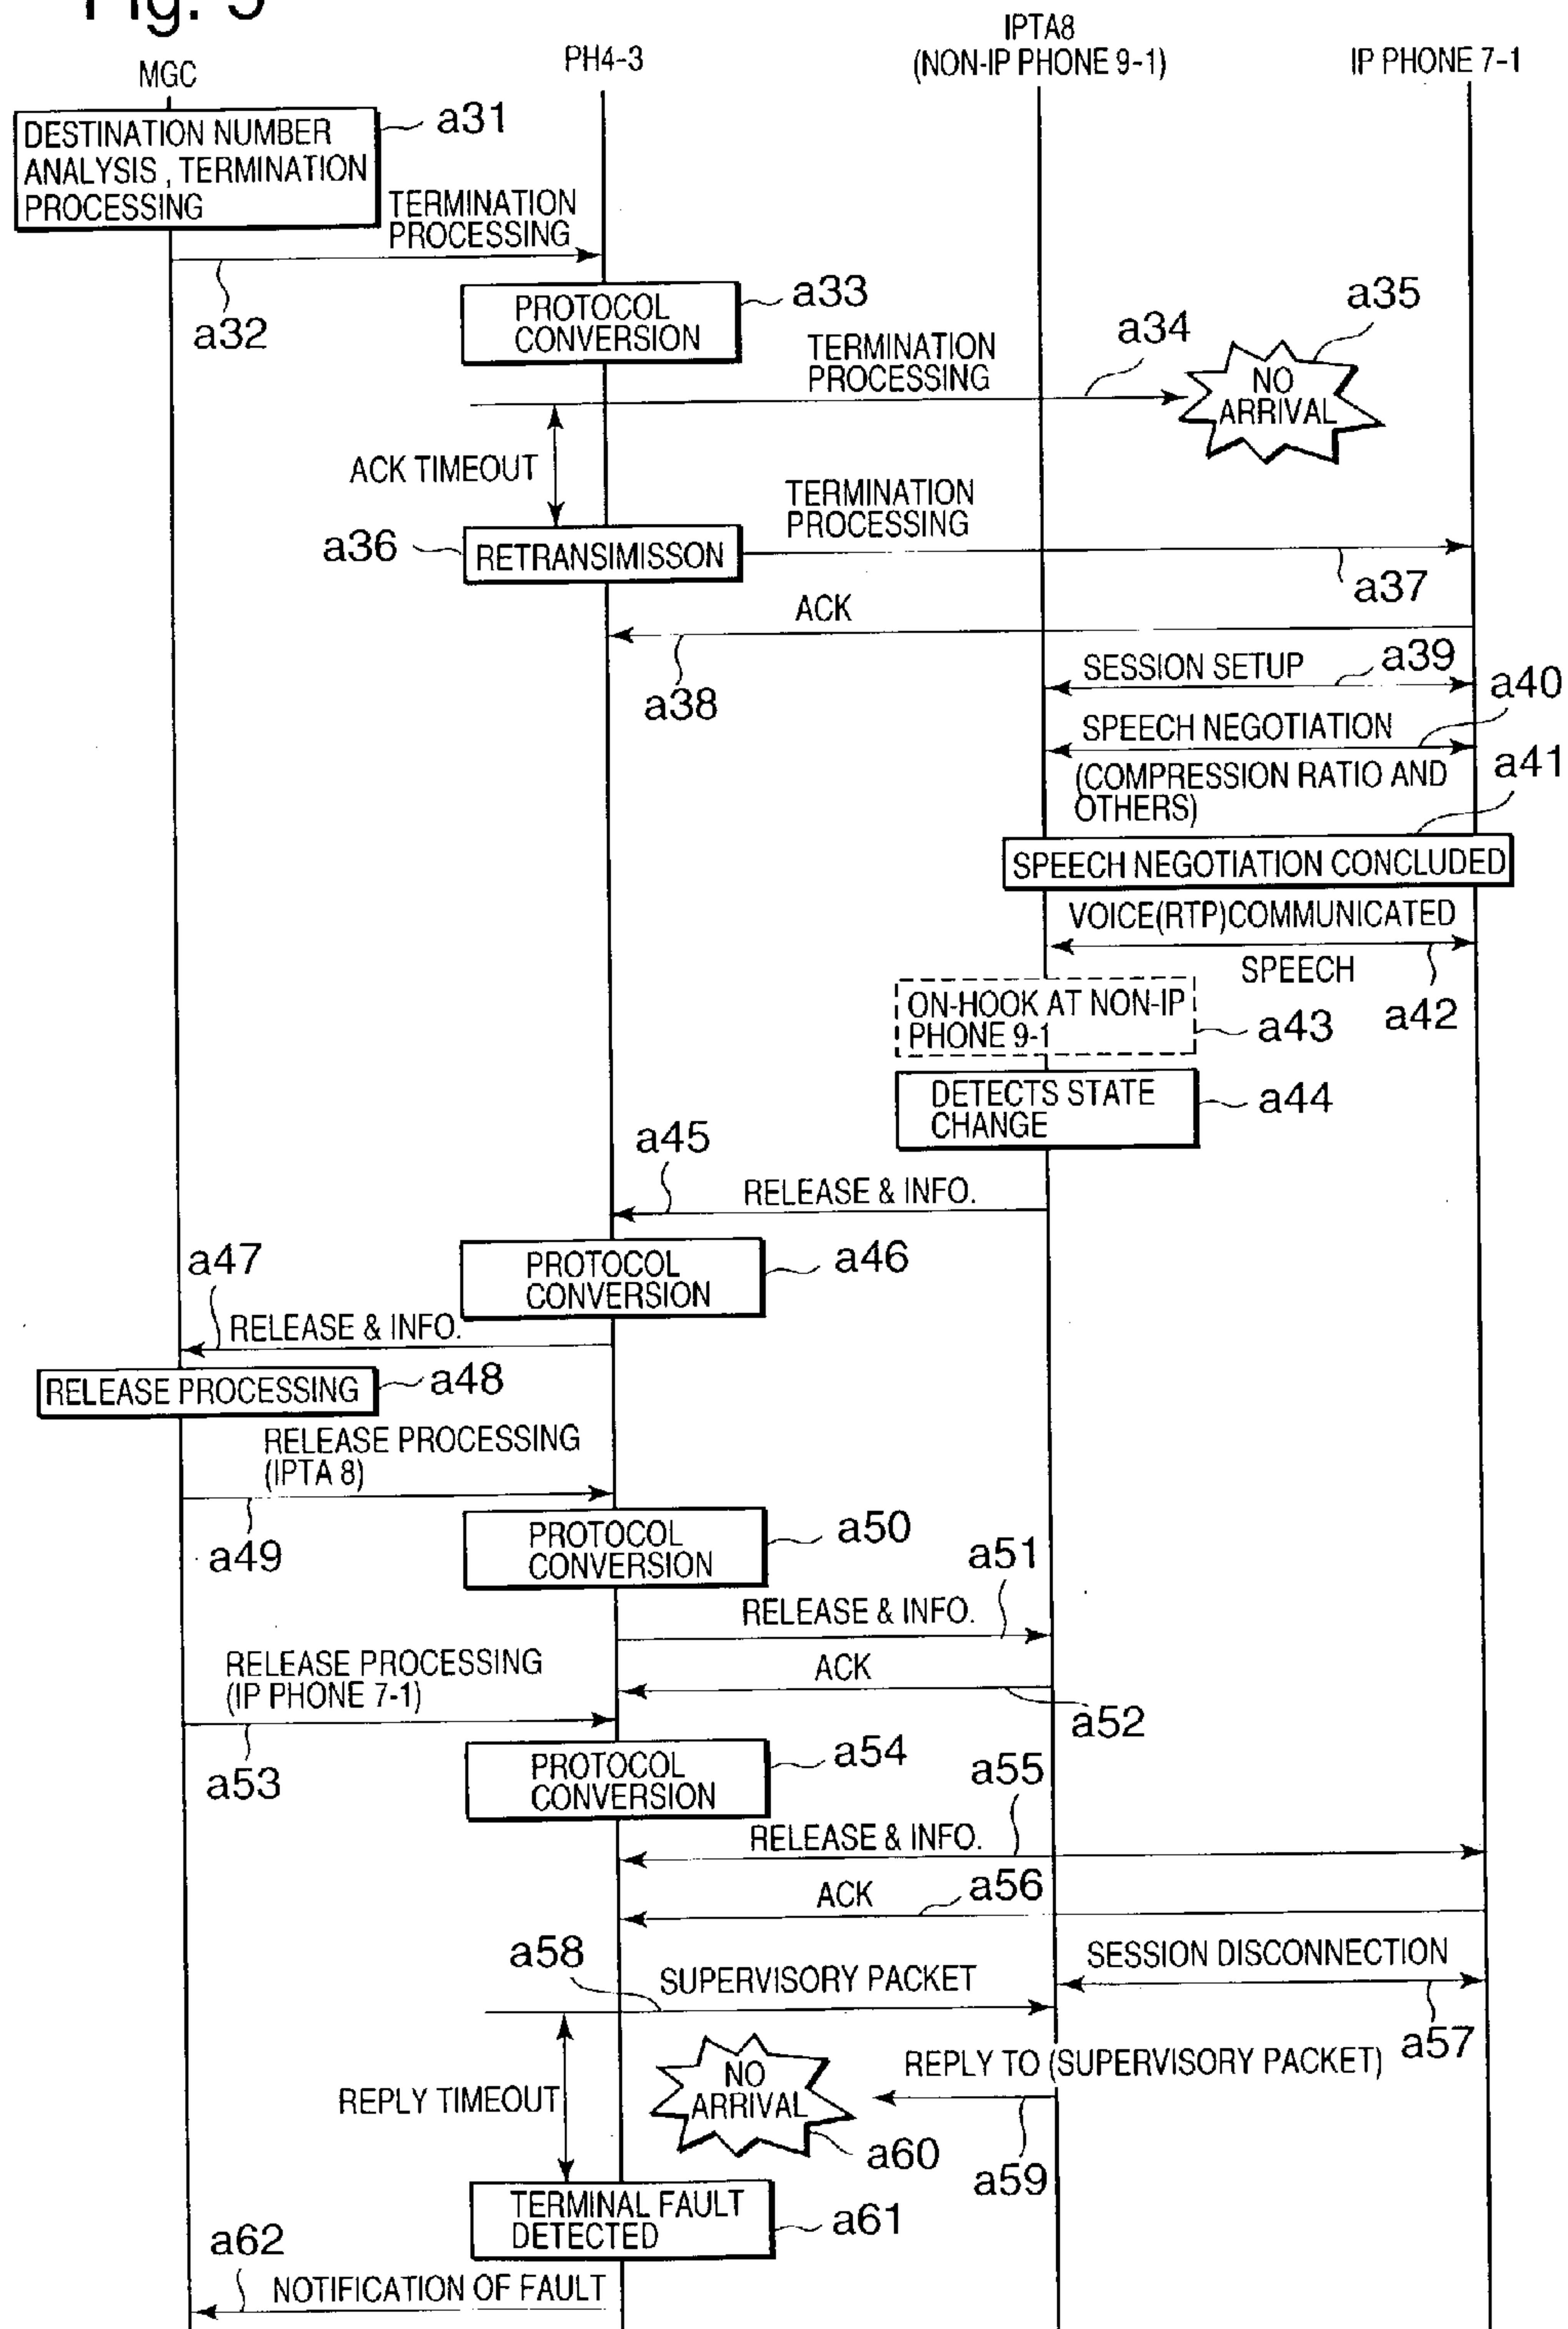 MGC
PH4-3
IPTA8
(NON-IP PHONE 9-1)
IP PHONE 7-1
DESTINATION NUMBER
ANALYSIS , TERMINATION
PROCESSING
a31
TERMINATION
PROCESSING
a32
PROTOCOL
CONVERSION
a33
TERMINATION
PROCESSING
a34
a35
NO
ARRIVAL
ACK TIMEOUT
TERMINATION
PROCESSING
a36
RETRANSIMISSON
a37
ACK
a38
SESSION SETUP
a39
a40
SPEECH NEGOTIATION
(COMPRESSION RATIO AND
OTHERS)
a41
SPEECH NEGOTIATION CONCLUDED
VOICE(RTP)COMMUNICATED
SPEECH
a42
ON-HOOK AT NON-IP
PHONE 9-1
a43
DETECTS STATE
CHANGE
a44
a45
RELEASE & INFO.
PROTOCOL
CONVERSION
a46
a47
RELEASE & INFO.
RELEASE PROCESSING
a48
RELEASE PROCESSING
(IPTA 8)
a49
PROTOCOL
CONVERSION
a50
a51
RELEASE & INFO.
RELEASE PROCESSING
(IP PHONE 7-1)
ACK
a52
a53
PROTOCOL
CONVERSION
a54
a55
RELEASE & INFO.
ACK
a56
SESSION DISCONNECTION
a57
a58
SUPERVISORY PACKET
REPLY TO (SUPERVISORY PACKET)
a59
NO
ARRIVAL
a60
REPLY TIMEOUT
TERMINAL FAULT
DETECTED
a61
a62
NOTIFICATION OF FAULT